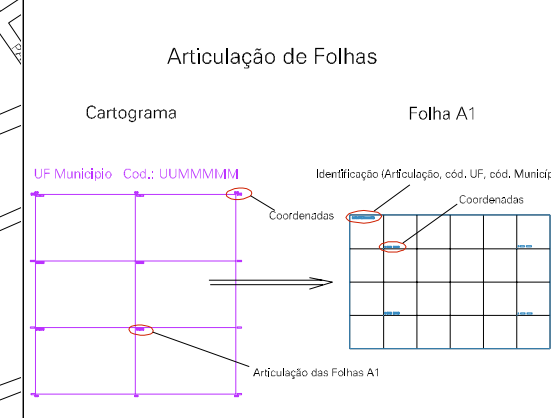 Articulação de Folhas
Cartograma
Folha A1
UF Municipio Cod.: UUMMMMM
Identificação (Articulação, cód. UF, cód. Municíp
Coordenadas
Coordenadas
Articulação das Folhas A1